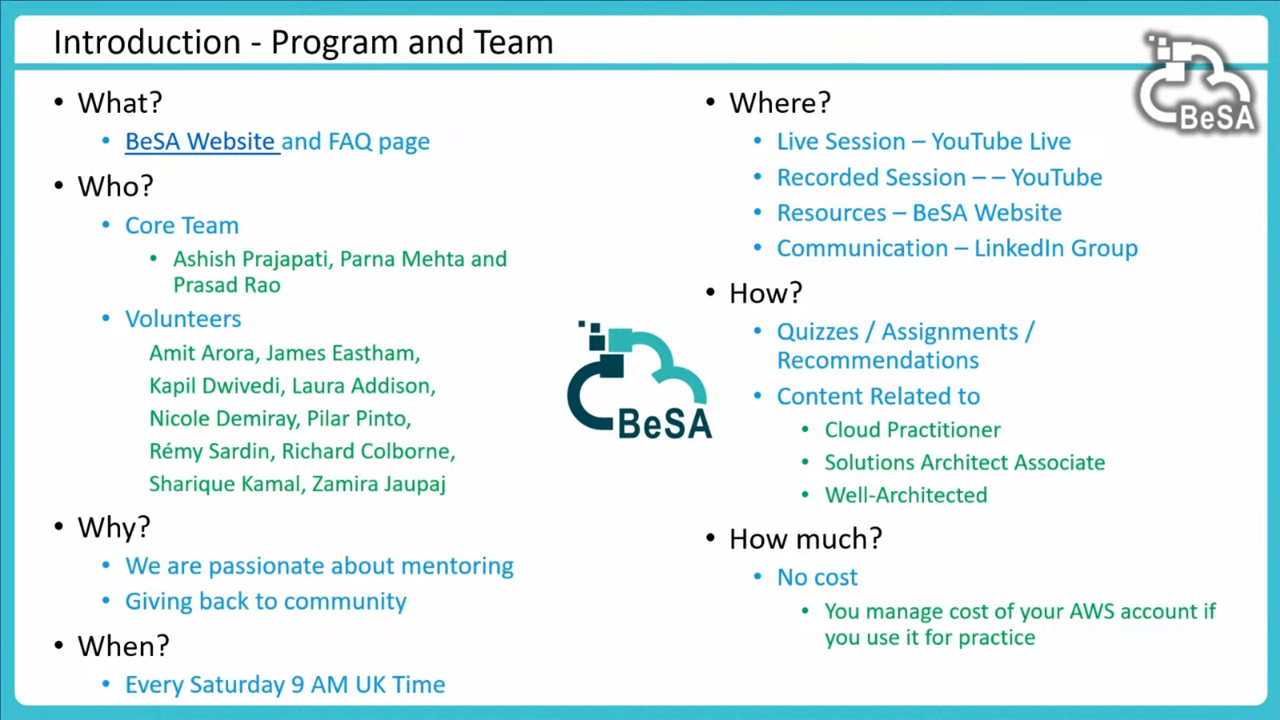 Introduction - Program and Team
BeSA
• What?
• BeSA Website and FAQ page
• Who?
• Core Team
• Ashish Prajapati, Parna Mehta and
Prasad Rao
• Volunteers
Amit Arora, James Eastham,
Kapil Dwivedi, Laura Addison,
Nicole Demiray, Pilar Pinto,
Rémy Sardin, Richard Colborne,
Sharique Kamal, Zamira Jaupaj
• Why?
• We are passionate about mentoring
• Giving back to community
• When?
• Every Saturday 9 AM UK Time
BeSA
• Where?
• Live Session – YouTube Live
• Recorded Session – – YouTube
• Resources – BeSA Website
• Communication – LinkedIn Group
• How?
• Quizzes / Assignments /
Recommendations
• Content Related to
• Cloud Practitioner
• Solutions Architect Associate
• Well-Architected
• How much?
• No cost
• You manage cost of your AWS account if
you use it for practice